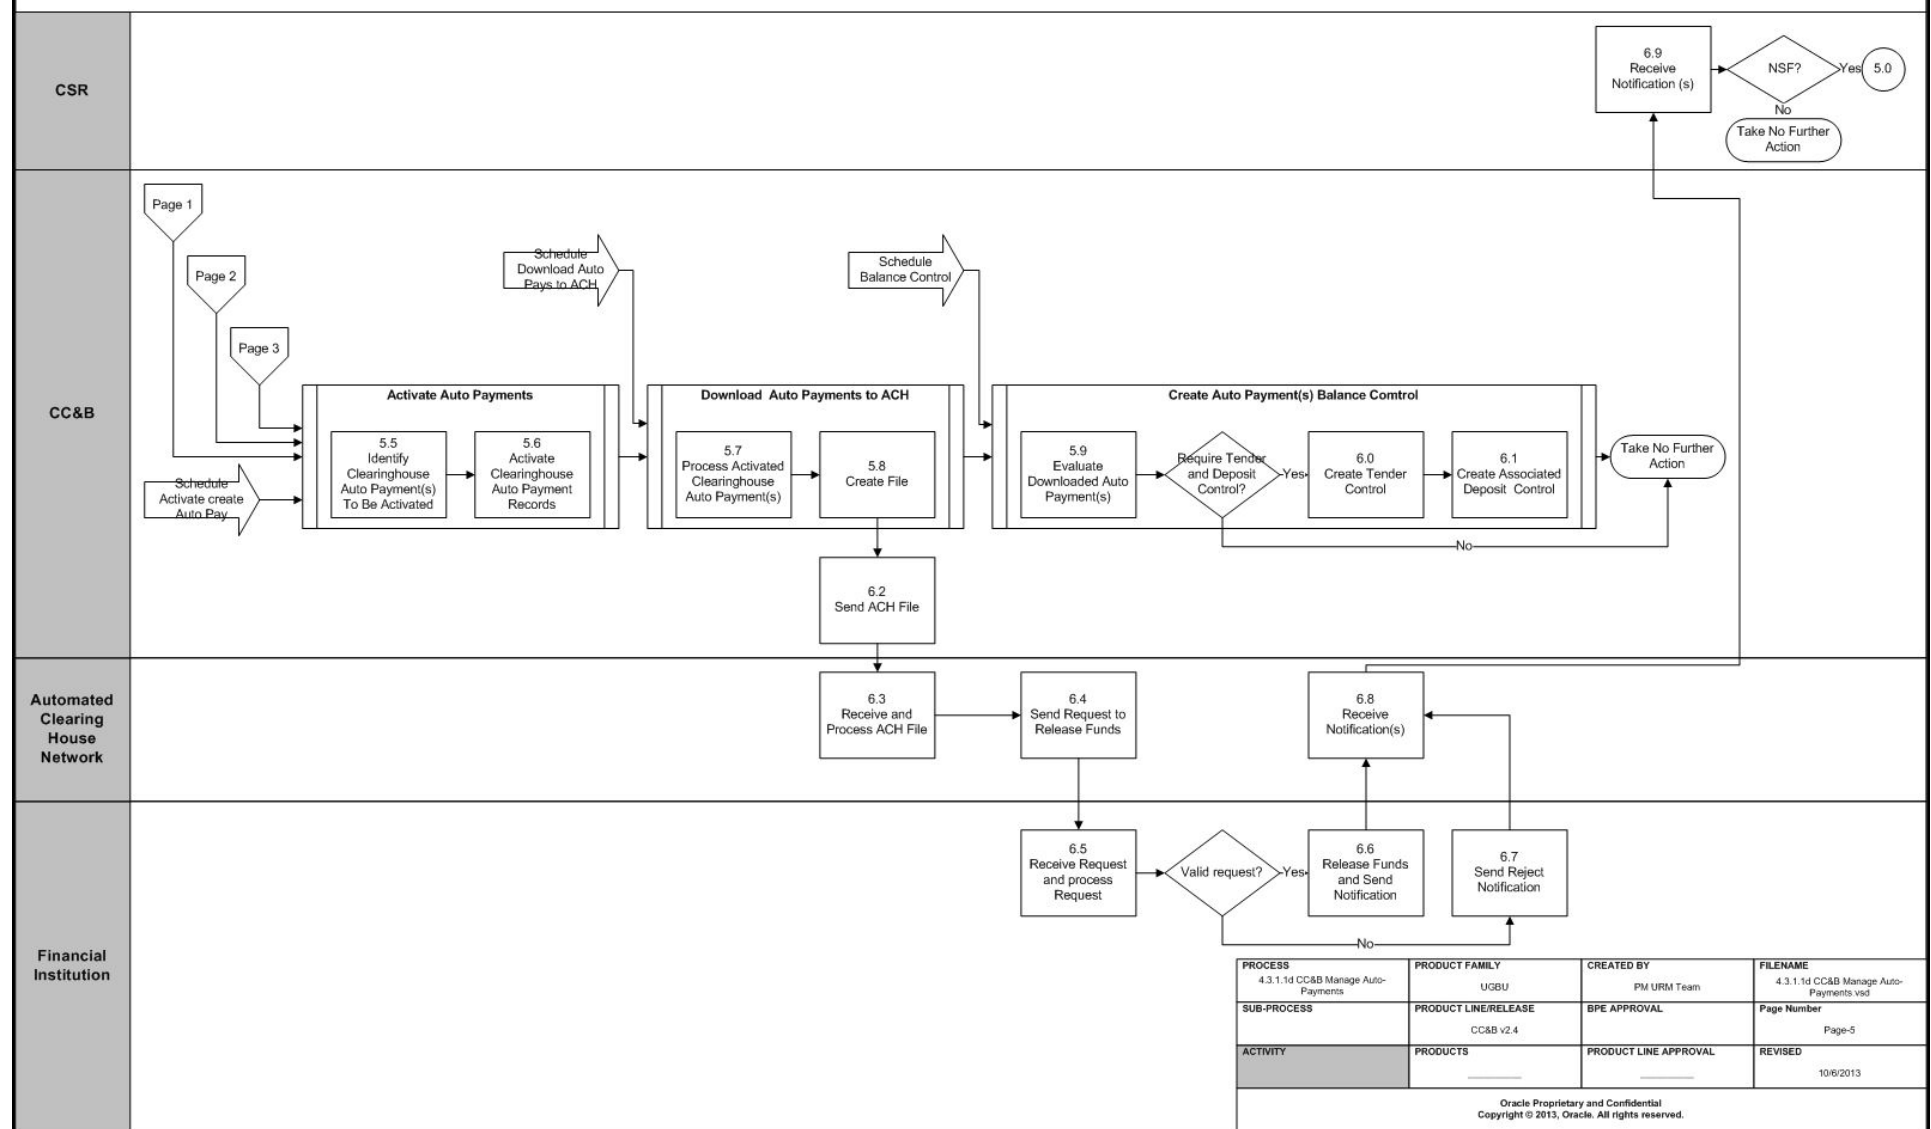 CSR
6.9
Receive
Notification (s)
NSF?
Yes
5.0
No
Take No Further
Action
CC&B
Page 1
Page 2
Page 3
Schedule
Activate create
Auto Pay
Schedule
Download Auto
Pays to ACH
Schedule
Balance Control
Activate Auto Payments
5.5
Identify
Clearinghouse
Auto Payment(s)
To Be Activated
5.6
Activate
Clearinghouse
Auto Payment
Records
Download Auto Payments to ACH
5.7
Process Activated
Clearinghouse
Auto Payment(s)
5.8
Create File
Create Auto Payment(s) Balance Comtrol
5.9
Evaluate
Downloaded Auto
Payment(s)
Require Tender
and Deposit
Control?
Yes
6.0
Create Tender
Control
6.1
Create Associated
Deposit Control
Take No Further
Action
No
6.2
Send ACH File
Automated
Clearing
House
Network
6.3
Receive and
Process ACH File
6.4
Send Request to
Release Funds
6.8
Receive
Notification(s)
Financial
Institution
6.5
Receive Request
and process
Request
Valid request?
Yes
6.6
Release Funds
and Send
Notification
6.7
Send Reject
Notification
No
PROCESS
4.3.1.1d CC&B Manage Auto-
Payments
PRODUCT FAMILY
UGBU
CREATED BY
PM URM Team
FILENAME
4.3.1.1d CC&B Manage Auto-
Payments.vsd
SUB-PROCESS
PRODUCT LINE/RELEASE
CC&B v2.4
BPE APPROVAL
Page Number
Page-5
ACTIVITY
PRODUCTS
PRODUCT LINE APPROVAL
REVISED
10/6/2013
Oracle Proprietary and Confidential
Copyright © 2013, Oracle. All rights reserved.